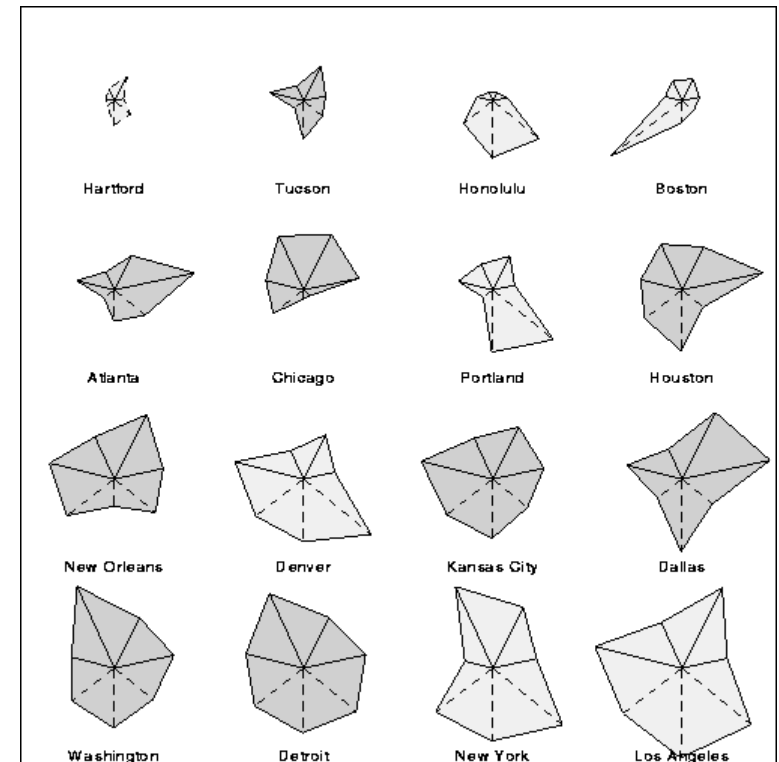 Hartford Tucson Honolulu Boston
Atlanta Chicago Portland Houston
New Orleans Denver Kansas City Dallas
Washington Detroit New York Los Angeles